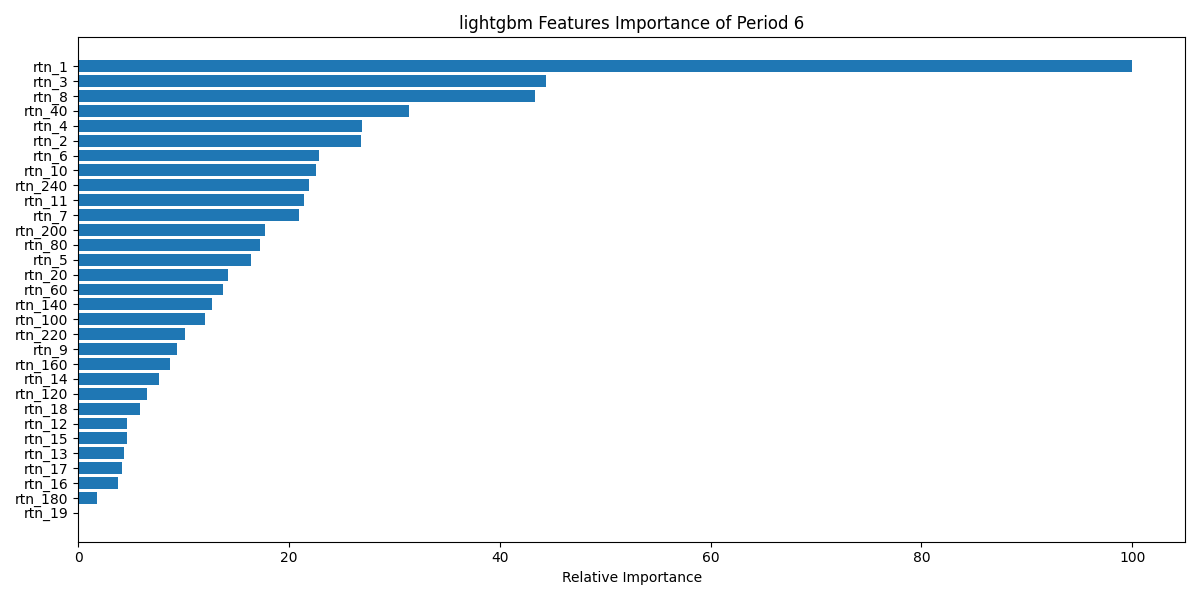 lightgbm Features Importance of Period 6
rtn_1
rtn_3
rtn_8
rtn_40
rtn_4
rtn_2
rtn_6
rtn_10
rtn_240
rtn_11
rtn_7
rtn_200
rtn_80
rtn_5
rtn_20
rtn_60
rtn_140
rtn_100
rtn_220
rtn_9
rtn_160
rtn_14
rtn_120
rtn_18
rtn_12
rtn_15
rtn_13
rtn_17
rtn_16
rtn_180
rtn_19
0 20 40 60 80 100
Relative Importance